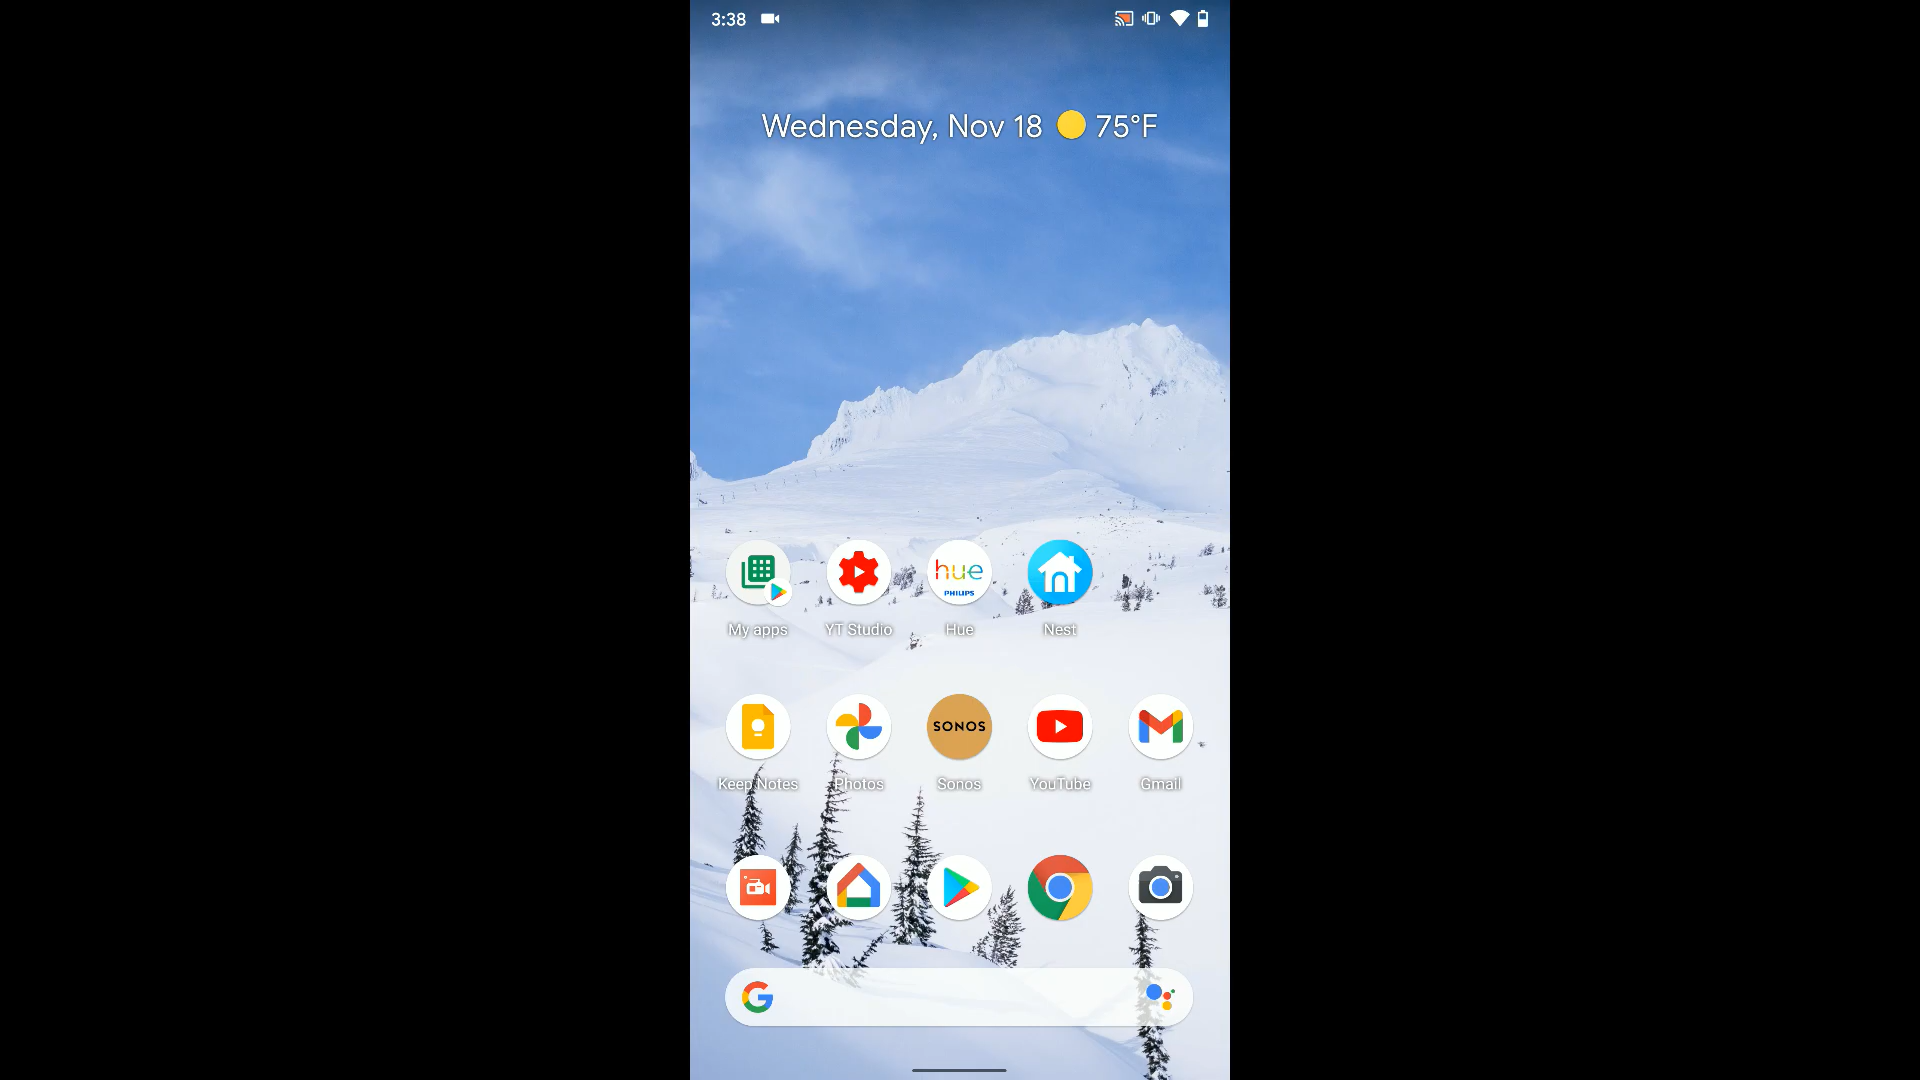 3:38
Wednesday, Nov 18 75°F
hue
PHILIPS
My apps YT Studio Hue Nest
SONOS
Keep Notes Photos Sonos YouTube Gmail